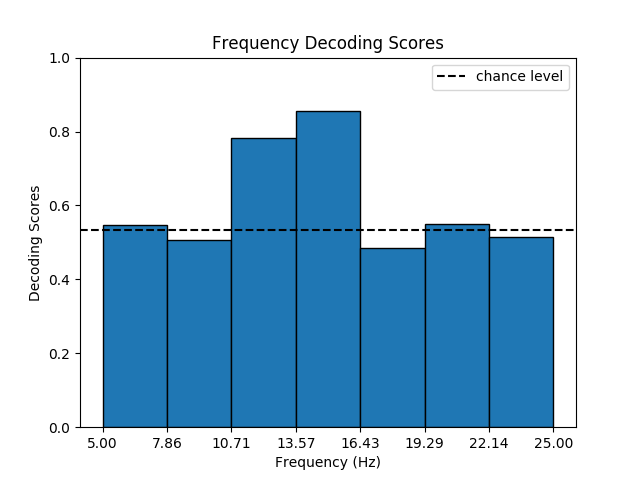 Frequency Decoding Scores
chance level
Decoding Scores
1.0
0.8
0.6
0.4
0.2
0.0
5.00 7.86 10.71 13.57 16.43 19.29 22.14 25.00
Frequency (Hz)